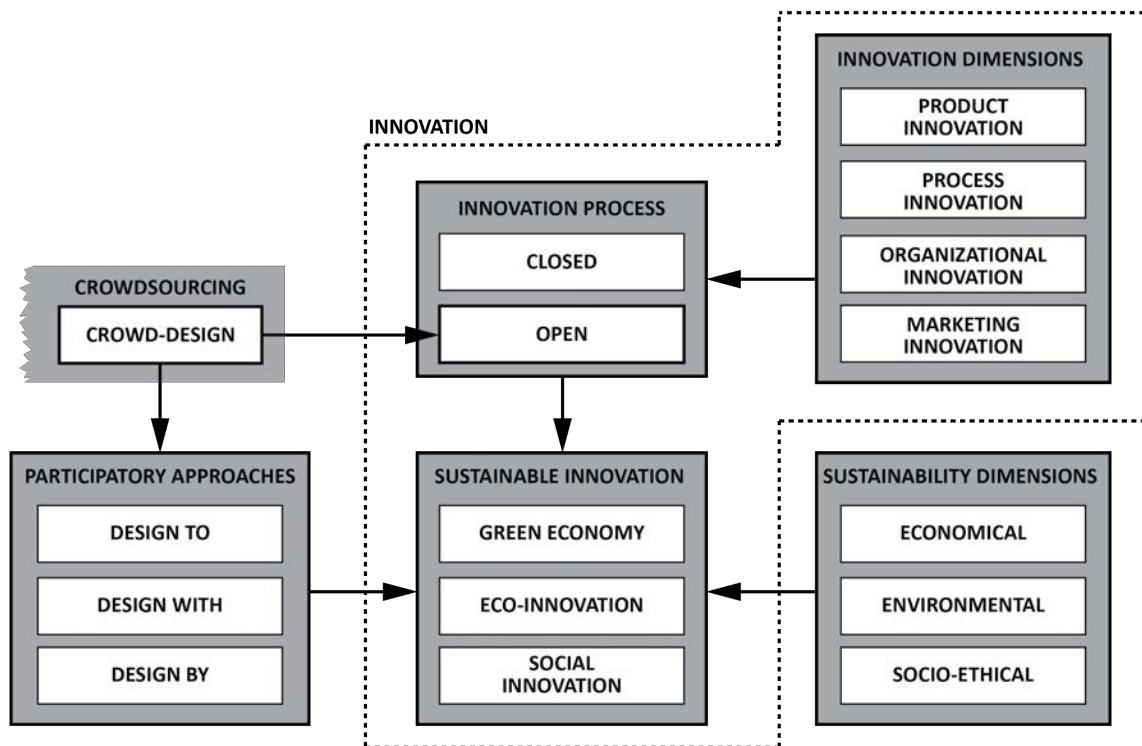 INNOVATION
INNOVATION DIMENSIONS
PRODUCT
INNOVATION
PROCESS
INNOVATION
ORGANIZATIONAL
INNOVATION
MARKETING
INNOVATION
INNOVATION PROCESS
CLOSED
OPEN
CROWDSOURCING
CROWD-DESIGN
PARTICIPATORY APPROACHES
DESIGN TO
DESIGN WITH
DESIGN BY
SUSTAINABLE INNOVATION
GREEN ECONOMY
ECO-INNOVATION
SOCIAL
INNOVATION
SUSTAINABILITY DIMENSIONS
ECONOMICAL
ENVIRONMENTAL
SOCIO-ETHICAL